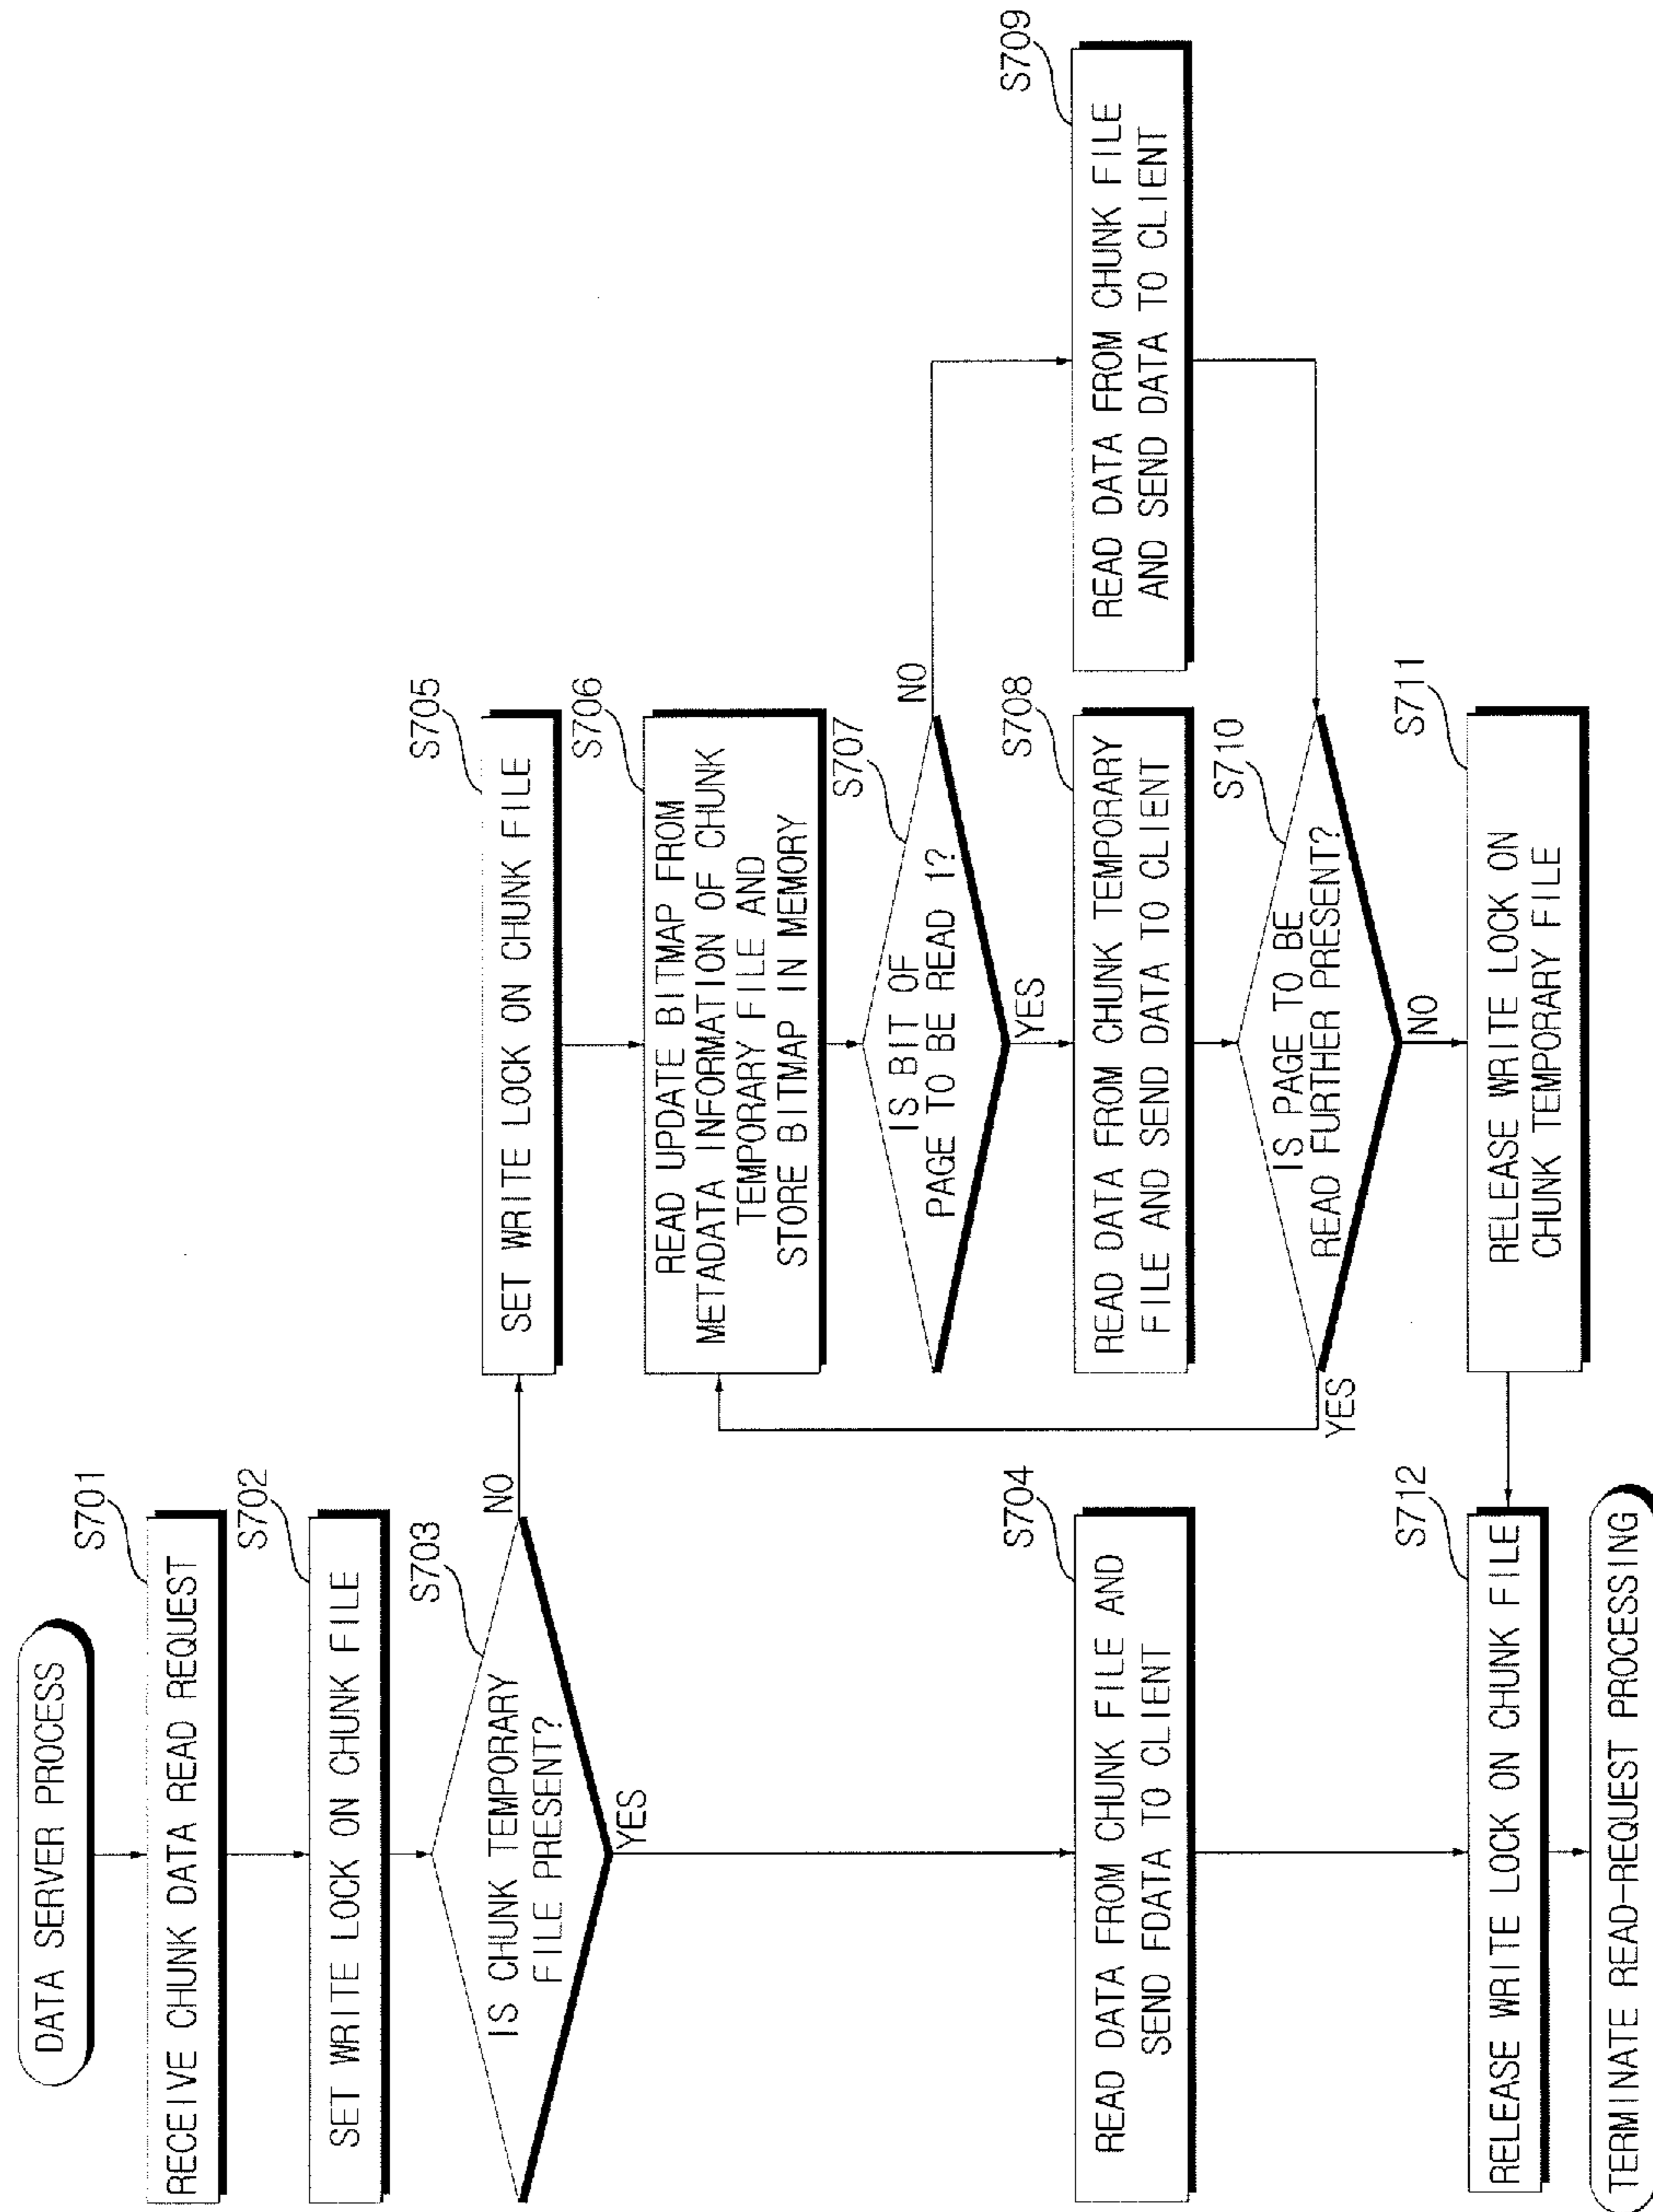 DATA SERVER PROCESS
S701
RECEIVE CHUNK DATA READ REQUEST
S702
SET WRITE LOCK ON CHUNK FILE
S703
IS CHUNK TEMPORARY
FILE PRESENT?
NO
YES
S704
READ DATA FROM CHUNK FILE AND
SEND FDATA TO CLIENT
S705
SET WRITE LOCK ON CHUNK FILE
S706
READ UPDATE BITMAP FROM
METADATA INFORMATION OF CHUNK
TEMPORARY FILE AND
STORE BITMAP IN MEMORY
S707
IS BIT OF
PAGE TO BE READ 1?
NO
YES
S708
READ DATA FROM CHUNK TEMPORARY
FILE AND SEND DATA TO CLIENT
S709
READ DATA FROM CHUNK FILE
AND SEND DATA TO CLIENT
S710
IS PAGE TO BE
READ FURTHER PRESENT?
YES
NO
S711
RELEASE WRITE LOCK ON
CHUNK TEMPORARY FILE
S712
RELEASE WRITE LOCK ON CHUNK FILE
TERMINATE READ-REQUEST PROCESSING